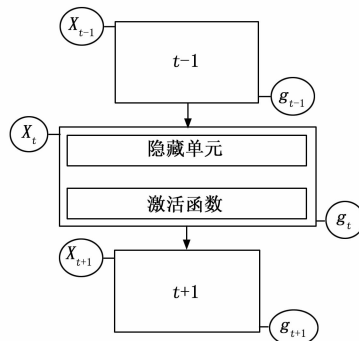 X_{t-1}
t-1
g_{t-1}
X_t
隐藏单元
激活函数
g_t
X_{t+1}
t+1
g_{t+1}